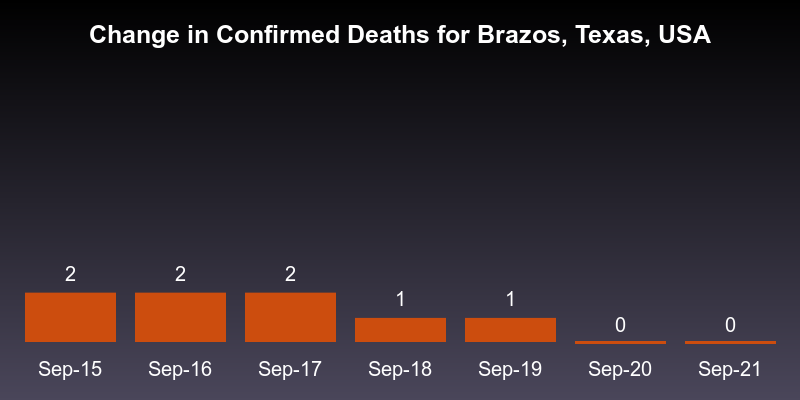 Change in Confirmed Deaths for Brazos, Texas, USA
2 2 2 1 1 0 0
Sep-15 Sep-16 Sep-17 Sep-18 Sep-19 Sep-20 Sep-21